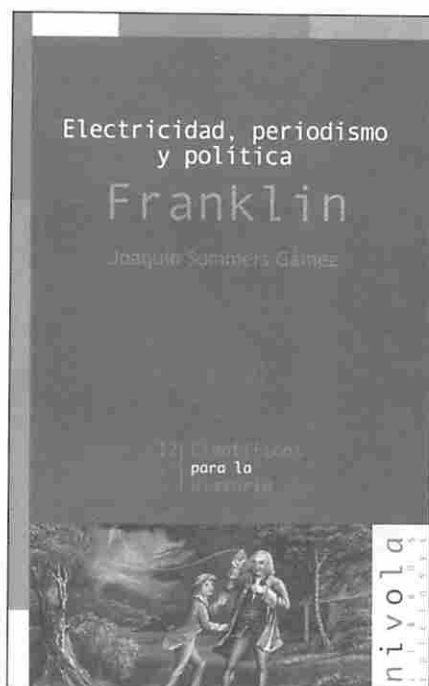 Electricidad, periodismo
y política
Franklin
Joaquín Summers Gámez
12 Científicos
para la
Historia
nivola